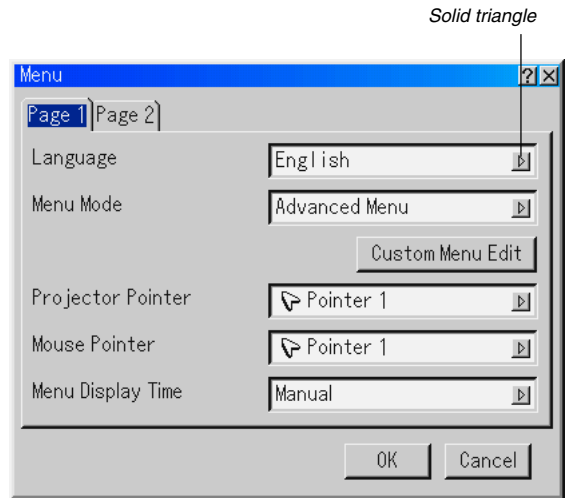 Solid triangle
Menu ? ×
Page 1 Page 2
Language English
Menu Mode Advanced Menu
Custom Menu Edit
Projector Pointer Pointer 1
Mouse Pointer Pointer 1
Menu Display Time Manual
OK Cancel